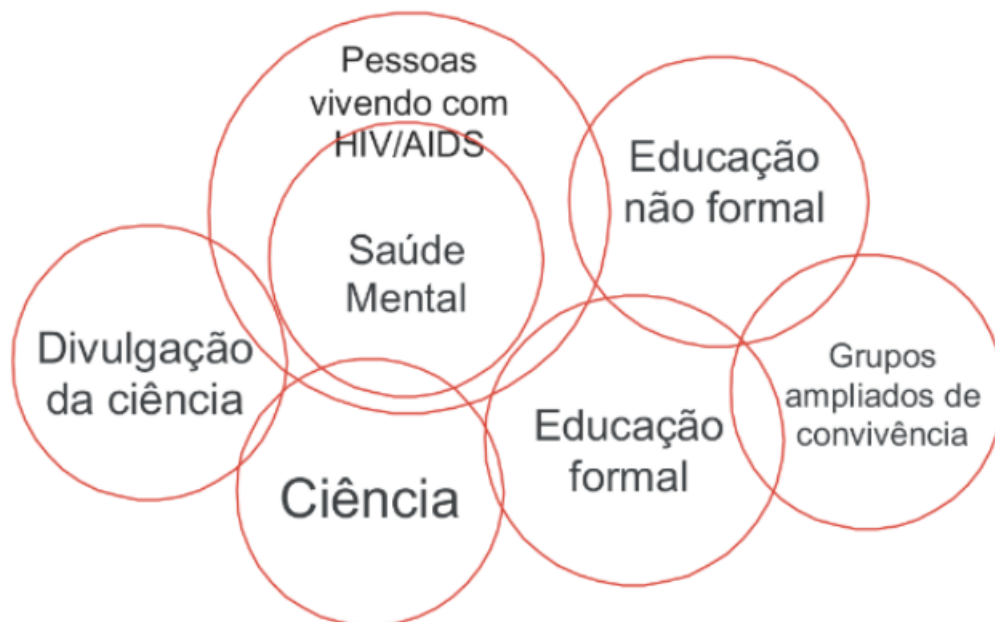 Pessoas
vivendo com
HIV/AIDS
Saúde
Mental
Educação
não formal
Divulgação
da ciência
Ciência
Educação
formal
Grupos
ampliados de
convivência